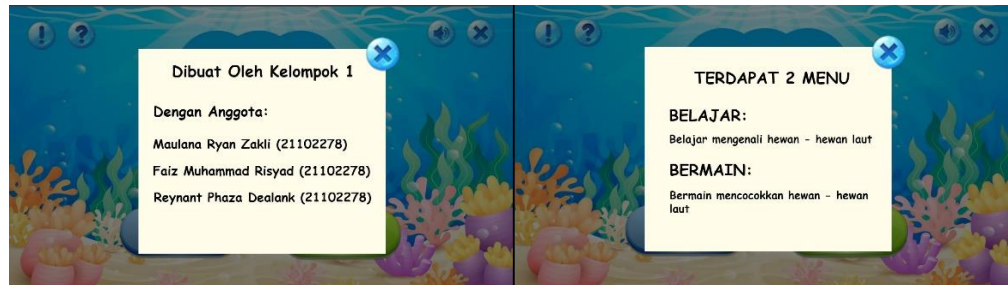 Dibuat Oleh Kelompok 1
Dengan Anggota:
Maulana Ryan Zakli (21102278)
Faiz Muhammad Risyad (21102278)
Reynant Phaza Dealank (21102278)
TERDAPAT 2 MENU
BELAJAR:
Belajar mengenali hewan - hewan laut
BERMAIN:
Bermain mencocokkan hewan - hewan
laut